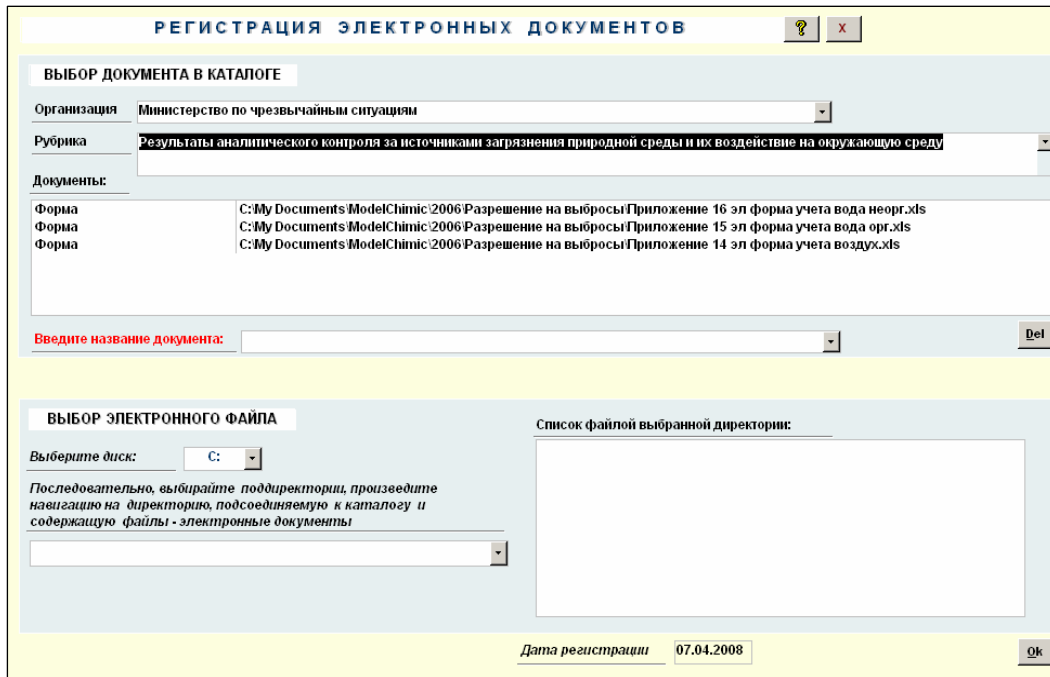 РЕГИСТРАЦИЯ ЭЛЕКТРОННЫХ ДОКУМЕНТОВ ? X
ВЫБОР ДОКУМЕНТА В КАТАЛОГЕ
Организация Министерство по чрезвычайным ситуациям
Рубрика Результаты аналитического контроля за источниками загрязнения природной среды и их воздействие на окружающую среду
Документы:
Форма C:\My Documents\ModelChimic\2006\Разрешение на выбросы\Приложение 16 эл форма учета вода неорг.xls
Форма C:\My Documents\ModelChimic\2006\Разрешение на выбросы\Приложение 15 эл форма учета вода орг.xls
Форма C:\My Documents\ModelChimic\2006\Разрешение на выбросы\Приложение 14 эл форма учета воздух.xls
Введите название документа:
Del
ВЫБОР ЭЛЕКТРОННОГО ФАЙЛА
Выберите диск: C:
Последовательно, выбирайте поддиректории, произведите
навигацию на директорию, подсоединяемую к каталогу и
содержащую файлы - электронные документы
Список файлой выбранной директории:
Дата регистрации 07.04.2008
Ok